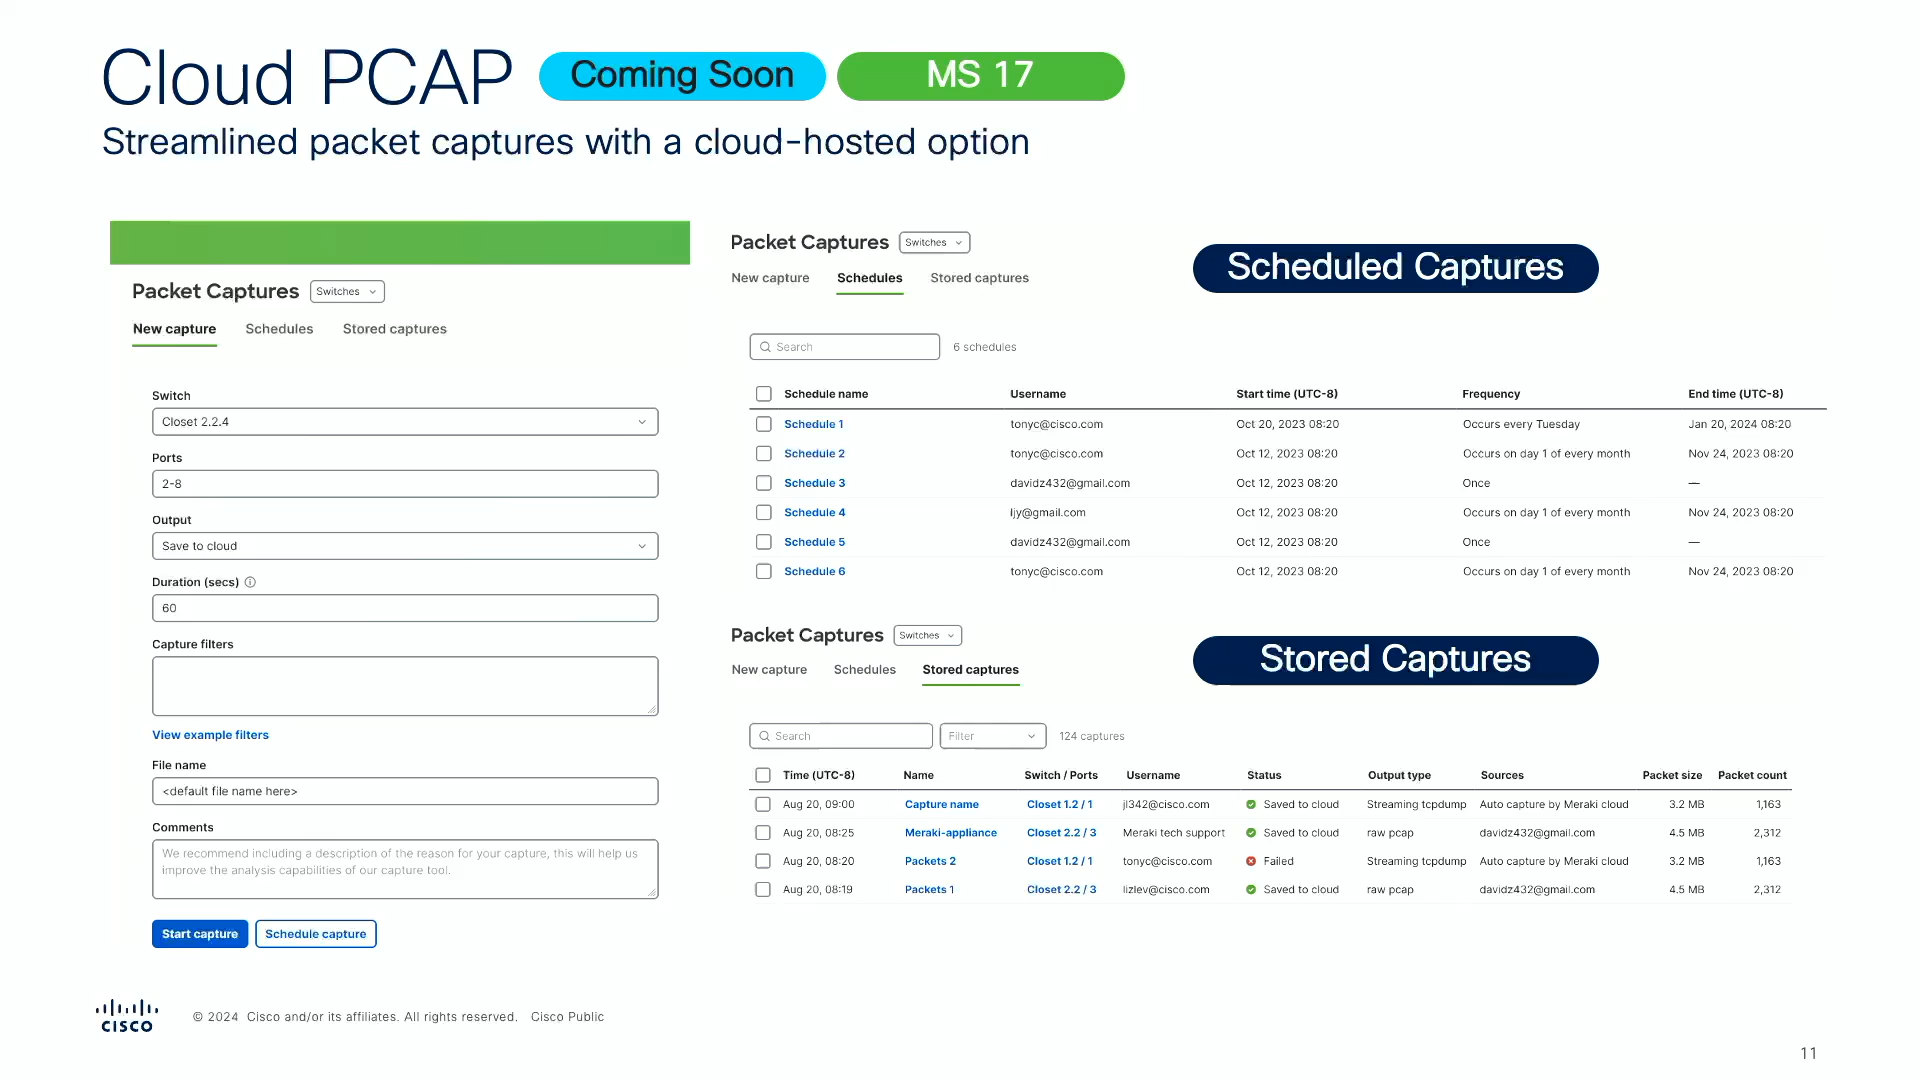 Cloud PCAP Coming Soon MS 17
Streamlined packet captures with a cloud-hosted option
Packet Captures Switches
New capture Schedules Stored captures
Switch
Closet 2.2.4
Ports
2-8
Output
Save to cloud
Duration (secs)
60
Capture filters
View example filters
File name
<default file name here>
Comments
We recommend including a description of the reason for your capture, this will help us
improve the analysis capabilities of our capture tool.
Start capture Schedule capture
Packet Captures Switches
Scheduled Captures
New capture Schedules Stored captures
Search 6 schedules
Schedule name Username Start time (UTC-8) Frequency End time (UTC-8)
Schedule 1 tonyc@cisco.com Oct 20, 2023 08:20 Occurs every Tuesday Jan 20, 2024 08:20
Schedule 2 tonyc@cisco.com Oct 12, 2023 08:20 Occurs on day 1 of every month Nov 24, 2023 08:20
Schedule 3 davidz432@gmail.com Oct 12, 2023 08:20 Once —
Schedule 4 ljy@gmail.com Oct 12, 2023 08:20 Occurs on day 1 of every month Nov 24, 2023 08:20
Schedule 5 davidz432@gmail.com Oct 12, 2023 08:20 Once —
Schedule 6 tonyc@cisco.com Oct 12, 2023 08:20 Occurs on day 1 of every month Nov 24, 2023 08:20
Packet Captures Switches
Stored Captures
New capture Schedules Stored captures
Search Filter 124 captures
Time (UTC-8) Name Switch / Ports Username Status Output type Sources Packet size Packet count
Aug 20, 09:00 Capture name Closet 1.2 / 1 jl342@cisco.com Saved to cloud Streaming tcpdump Auto capture by Meraki cloud 3.2 MB 1,163
Aug 20, 08:25 Meraki-appliance Closet 2.2 / 3 Meraki tech support Saved to cloud raw pcap davidz432@gmail.com 4.5 MB 2,312
Aug 20, 08:20 Packets 2 Closet 1.2 / 1 tonyc@cisco.com Failed Streaming tcpdump Auto capture by Meraki cloud 3.2 MB 1,163
Aug 20, 08:19 Packets 1 Closet 2.2 / 3 lizlev@cisco.com Saved to cloud raw pcap davidz432@gmail.com 4.5 MB 2,312
CISCO © 2024 Cisco and/or its affiliates. All rights reserved. Cisco Public
11